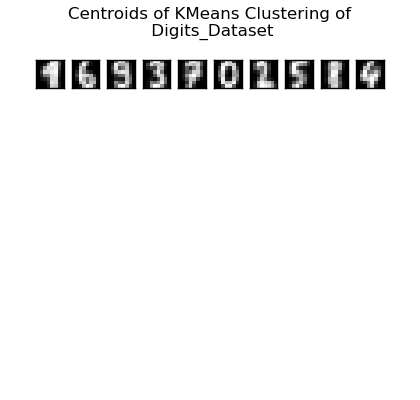 Centroids of KMeans Clustering of
Digits_Dataset